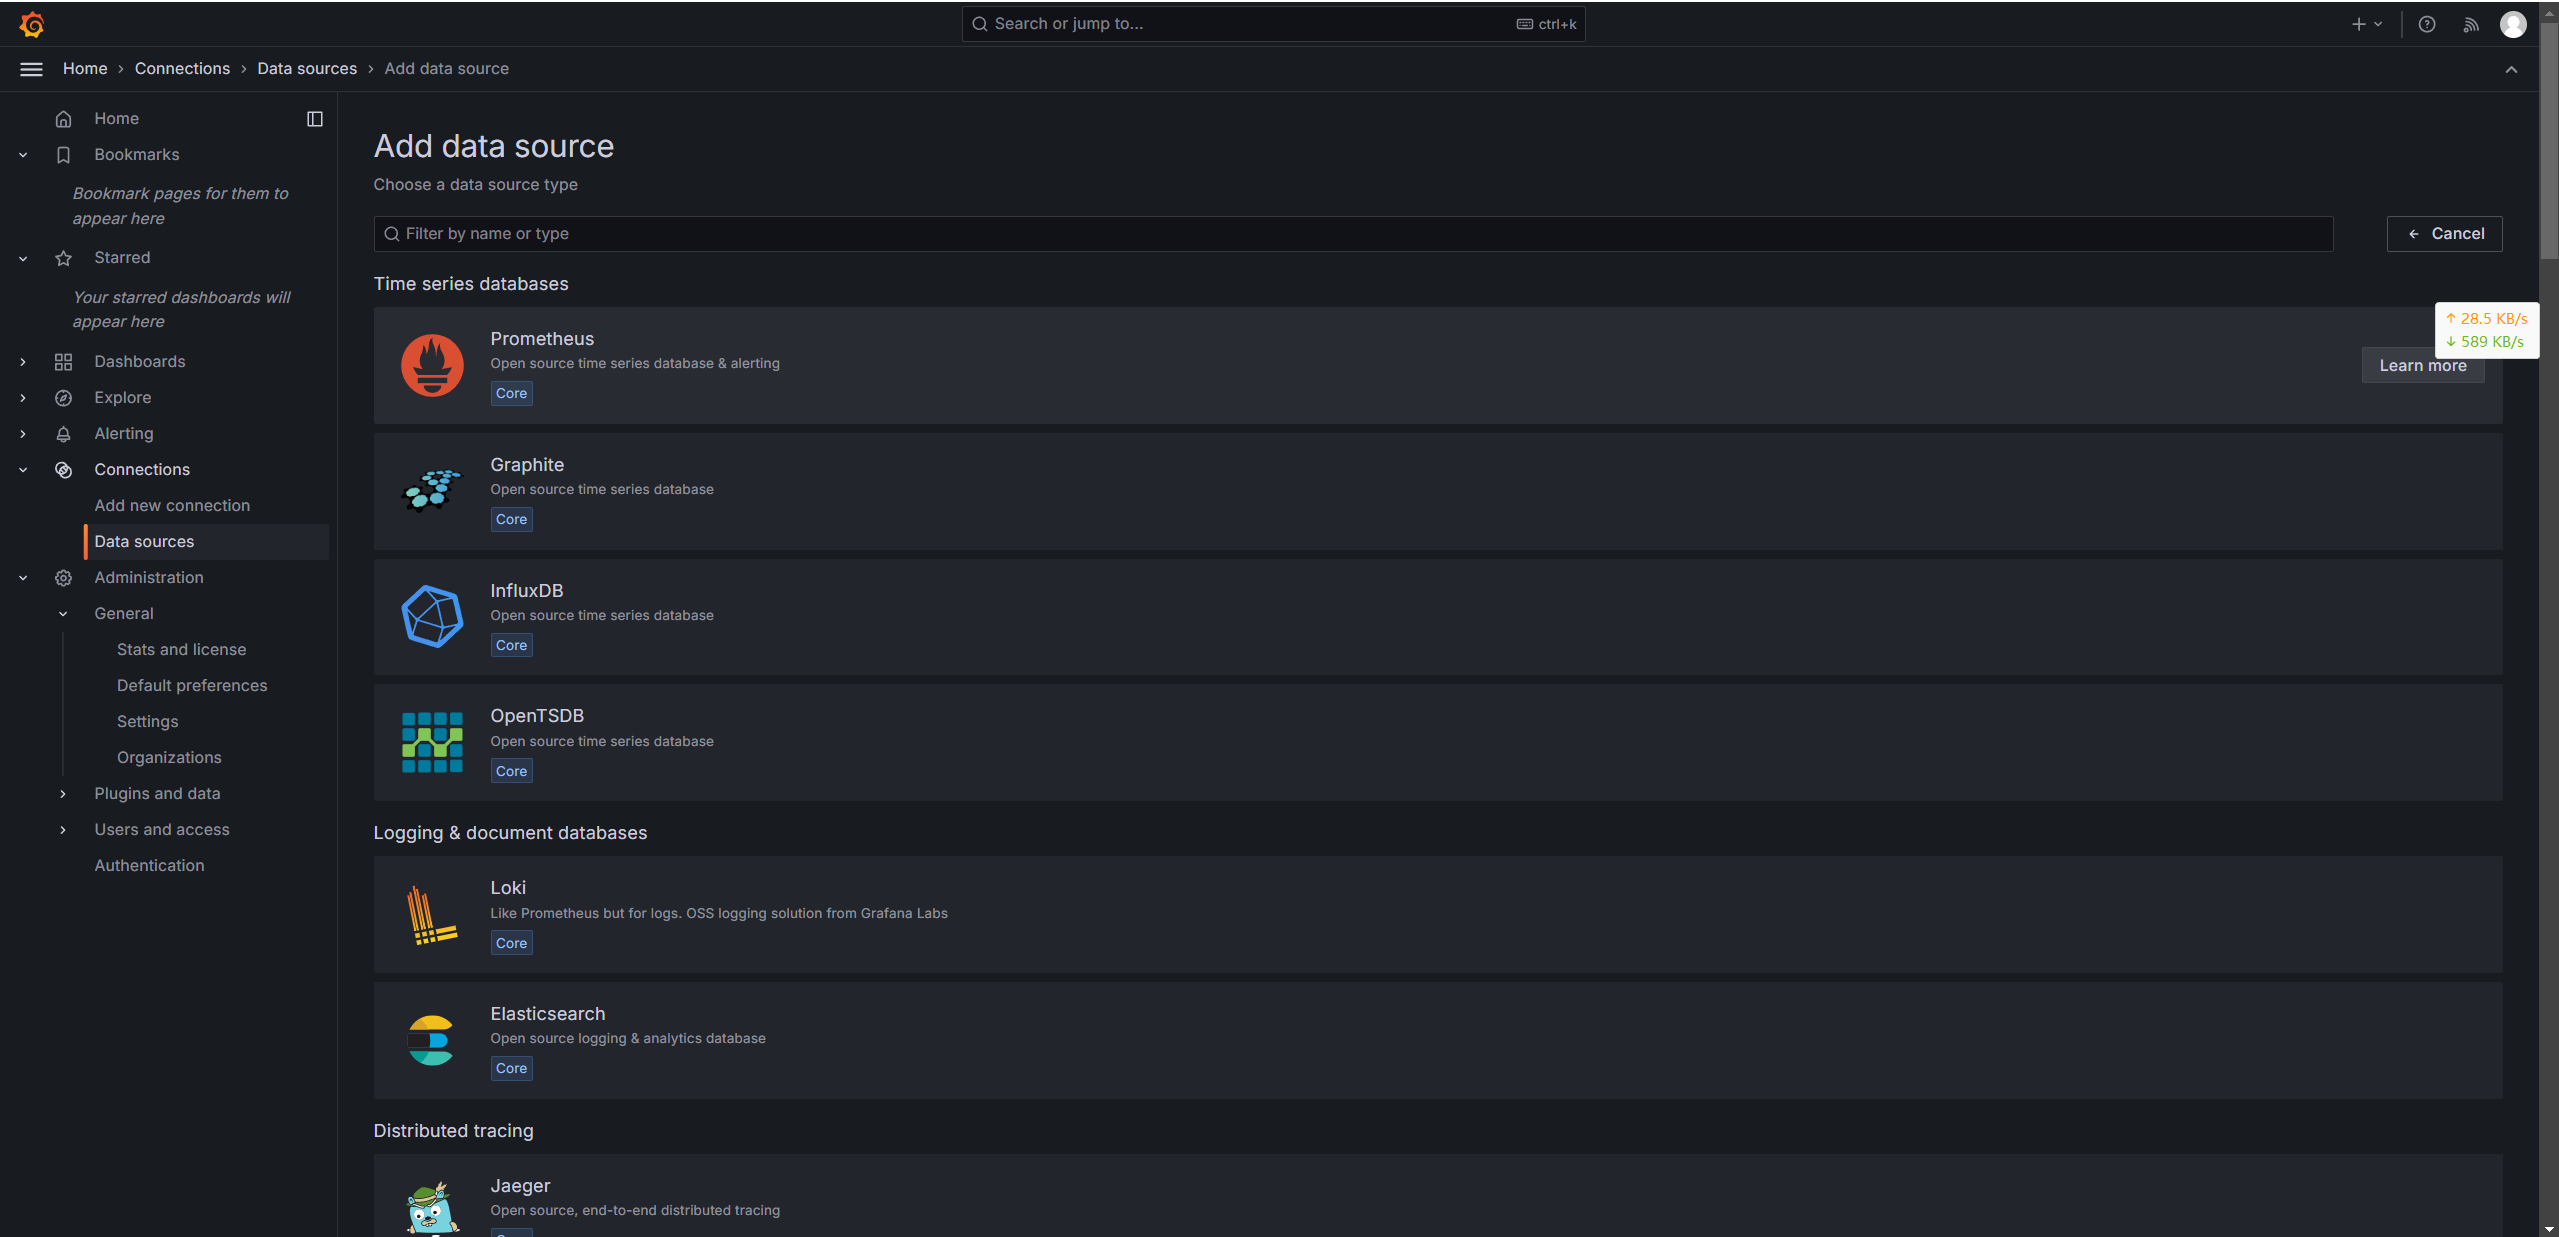 Search or jump to...
ctrl+k
Home
Connections
Data sources
Add data source
Home
Bookmarks
Bookmark pages for them to
appear here
Starred
Your starred dashboards will
appear here
Dashboards
Explore
Alerting
Connections
Add new connection
Data sources
Administration
General
Stats and license
Default preferences
Settings
Organizations
Plugins and data
Users and access
Authentication
Add data source
Choose a data source type
Filter by name or type
Cancel
Time series databases
Prometheus
Open source time series database & alerting
Core
↑ 28.5 KB/s
↓ 589 KB/s
Learn more
Graphite
Open source time series database
Core
InfluxDB
Open source time series database
Core
OpenTSDB
Open source time series database
Core
Logging & document databases
Loki
Like Prometheus but for logs. OSS logging solution from Grafana Labs
Core
Elasticsearch
Open source logging & analytics database
Core
Distributed tracing
Jaeger
Open source, end-to-end distributed tracing